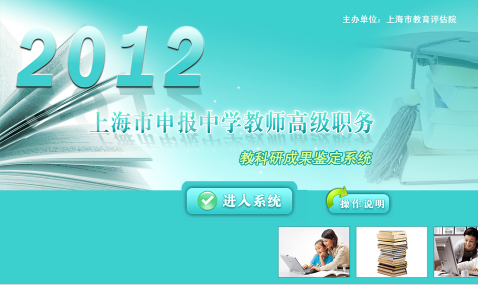 主办单位：上海市教育评估院
2012
上海市申报中学教师高级职务
教科研成果鉴定系统
进入系统
操作说明